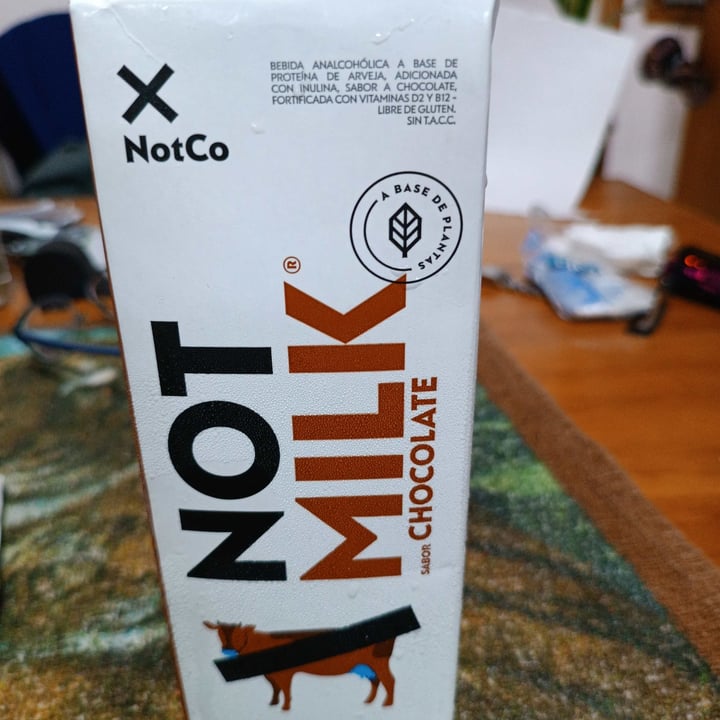 NotCo
BEBIDA ANALCOHÓLICA A BASE DE
PROTEÍNA DE ARVEJA, ADICIONADA
CON INULINA, SABOR A CHOCOLATE,
FORTIFICADA CON VITAMINAS D2 Y B12 -
LIBRE DE GLUTEN.
SIN T.A.C.C.
A BASE DE PLANTAS
NOT
MILK®
SABOR CHOCOLATE